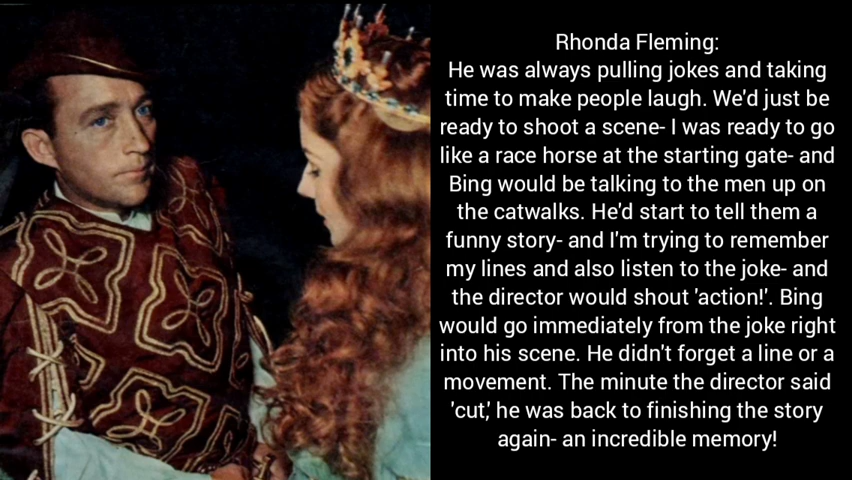 Rhonda Fleming:
He was always pulling jokes and taking
time to make people laugh. We'd just be
ready to shoot a scene- I was ready to go
like a race horse at the starting gate- and
Bing would be talking to the men up on
the catwalks. He'd start to tell them a
funny story- and I'm trying to remember
my lines and also listen to the joke- and
the director would shout 'action!'. Bing
would go immediately from the joke right
into his scene. He didn't forget a line or a
movement. The minute the director said
'cut,' he was back to finishing the story
again- an incredible memory!